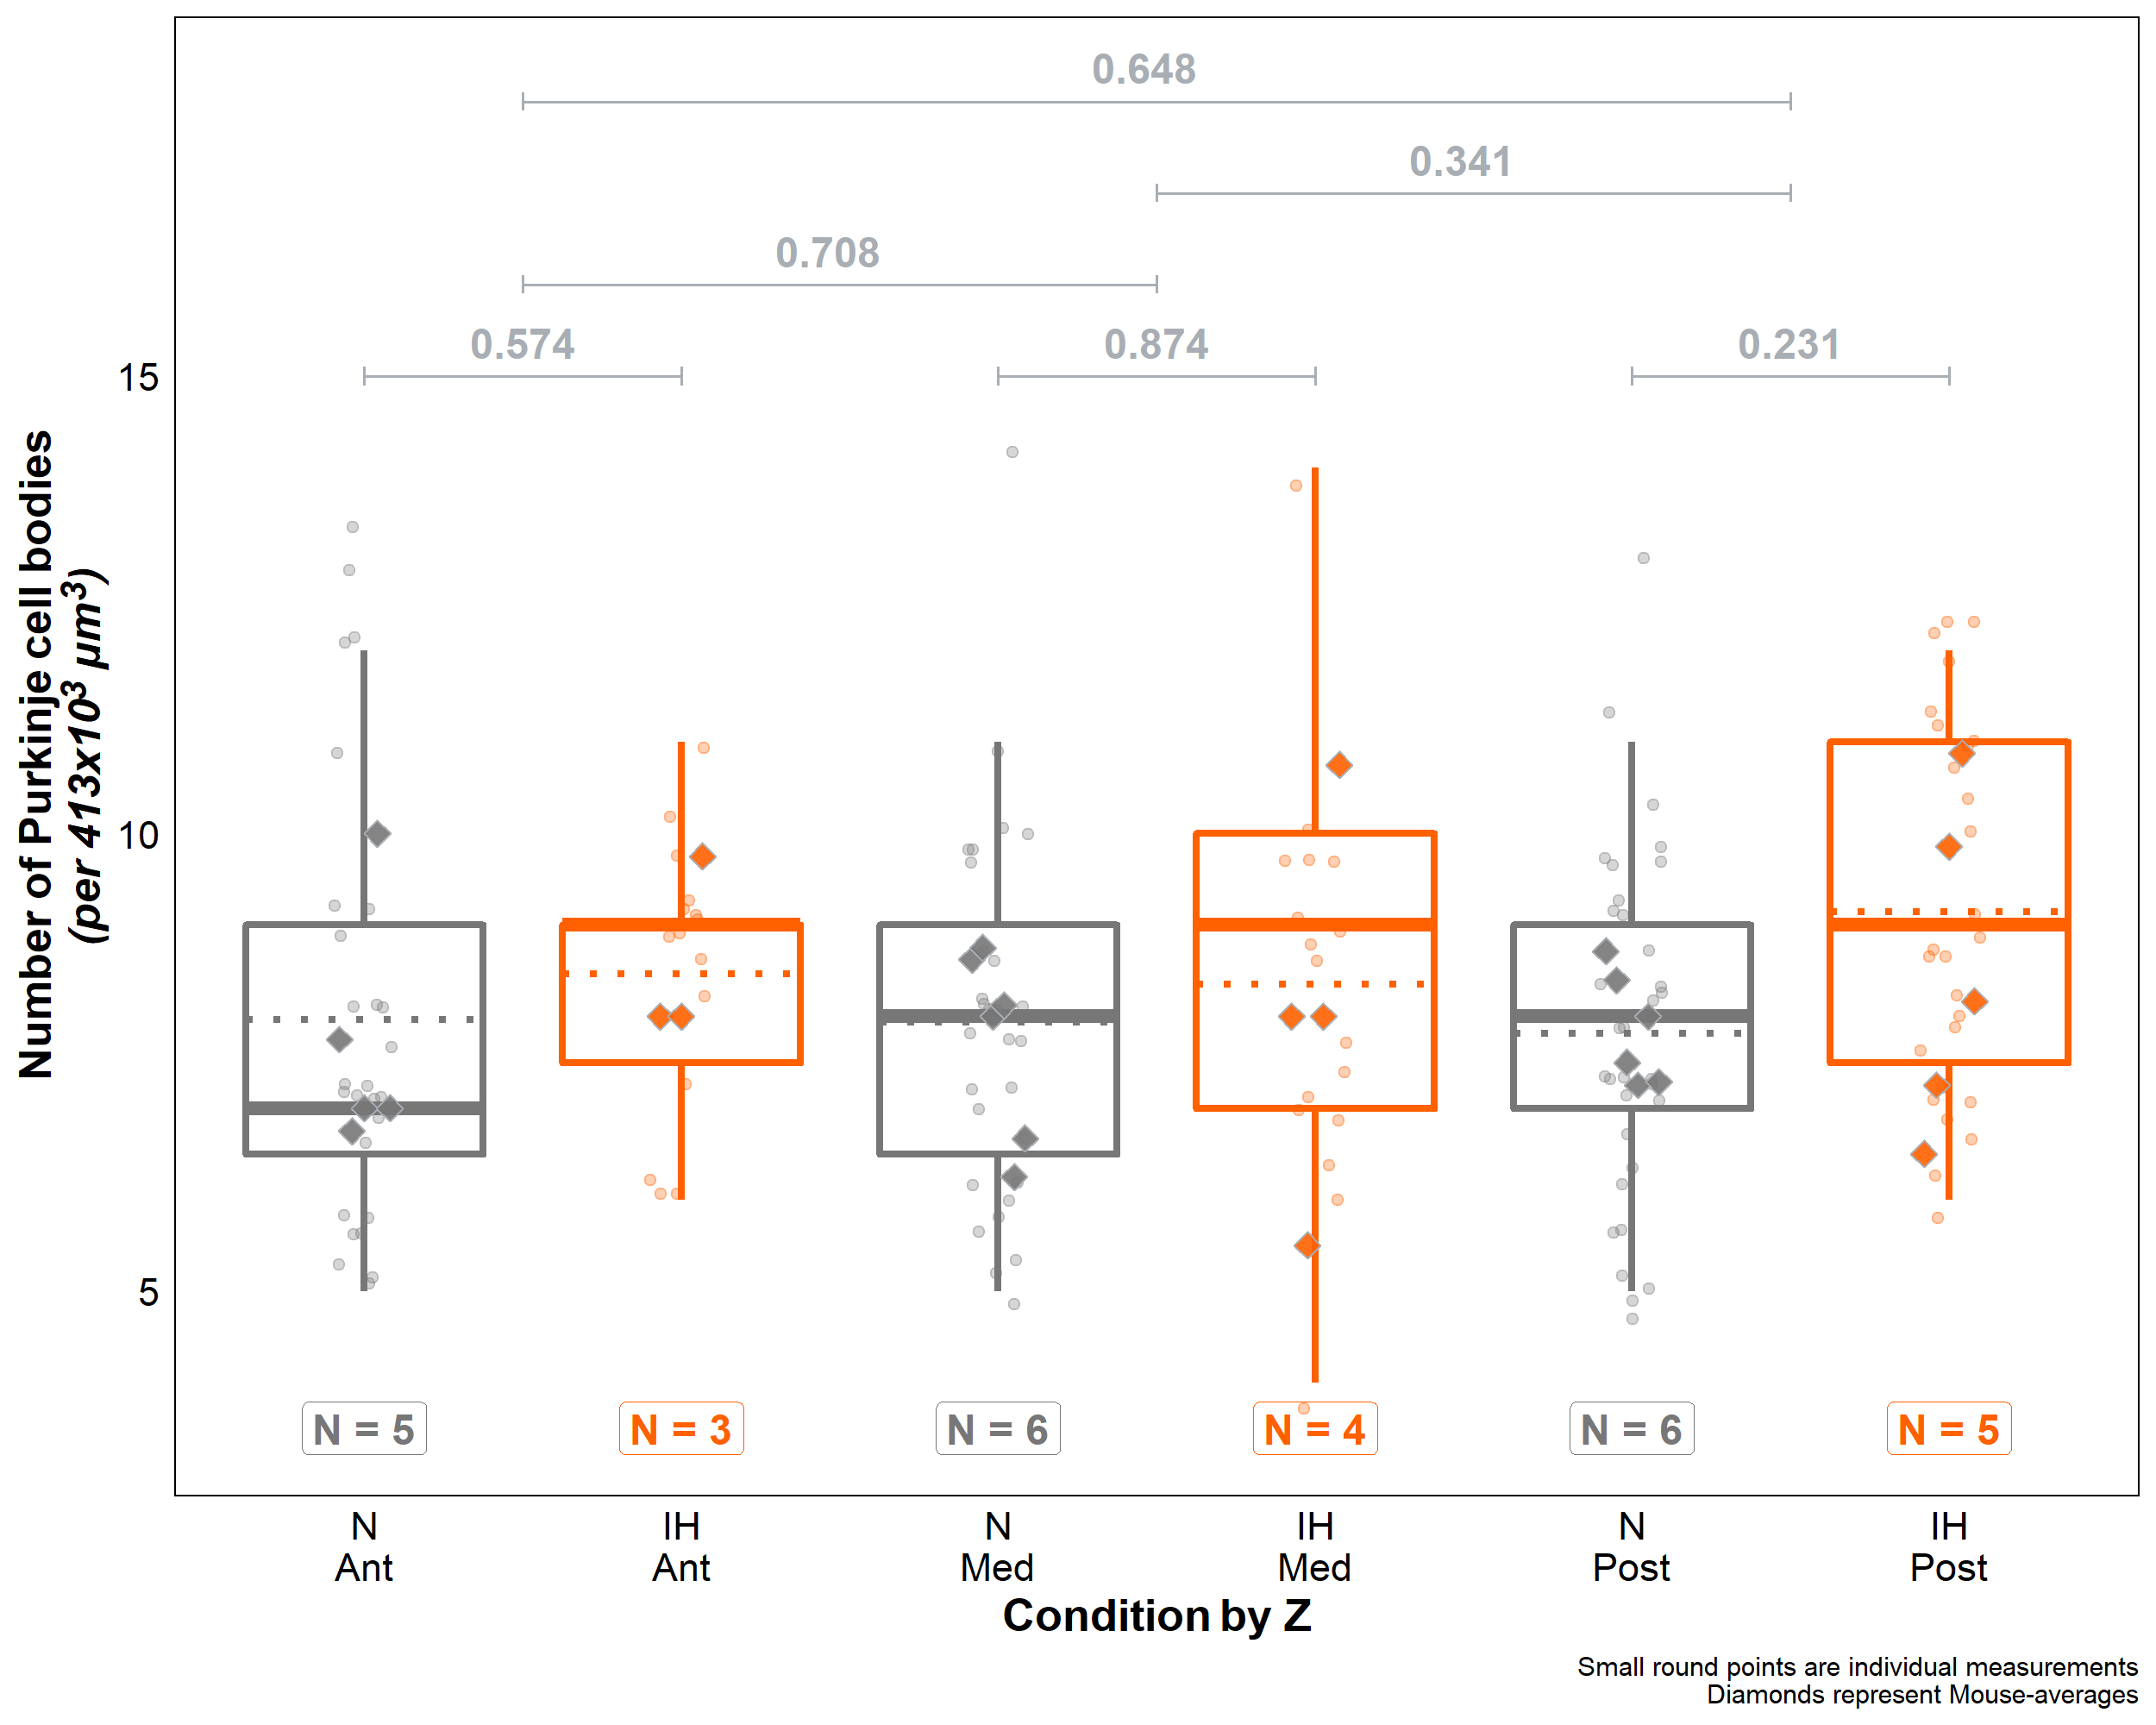 0.648
0.341
0.708
0.574 0.874 0.231
15
10
5
Number of Purkinje cell bodies
(per 413x10³ µm³)
N = 5 N = 3 N = 6 N = 4 N = 6 N = 5
N IH N IH N IH
Ant Ant Med Med Post Post
Condition by Z
Small round points are individual measurements
Diamonds represent Mouse-averages